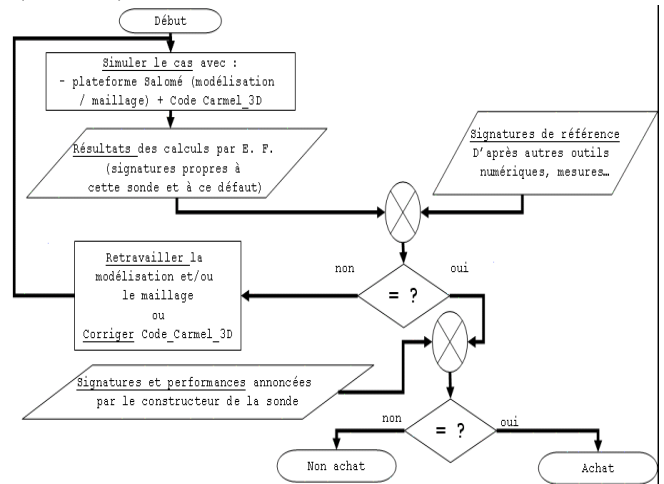 Début
Simuler le cas avec :
- plateforme Salomé (modélisation
/ maillage) + Code Carmel_3D
Résultats des calculs par E. F.
(signatures propres à
cette sonde et à ce défaut)
Signatures de référence
D'après autres outils
numériques, mesures…
Retravailler la
modélisation et/ou
le maillage
ou
Corriger Code_Carmel_3D
non
oui
= ?
Signatures et performances annoncées
par le constructeur de la sonde
non
oui
= ?
Non achat
Achat